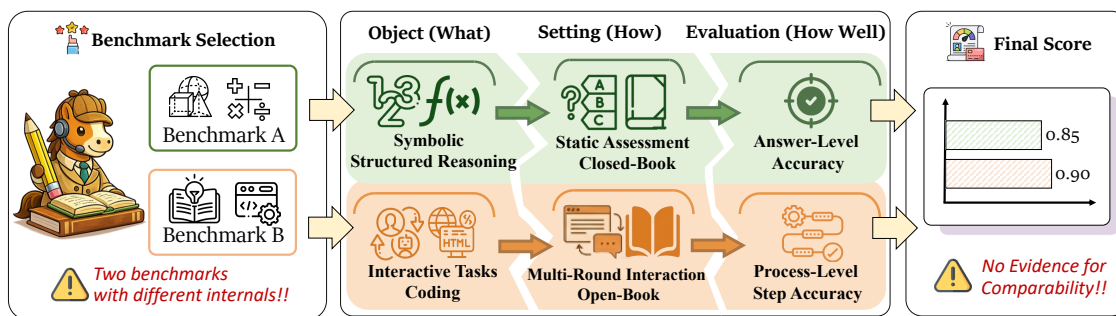 Benchmark Selection
Benchmark A
Benchmark B
Two benchmarks
with different internals!!
Object (What)
Setting (How)
Evaluation (How Well)
123
f(x)
Symbolic
Structured Reasoning
?
A
B
C
Static Assessment
Closed-Book
Answer-Level
Accuracy
HTML
Interactive Tasks
Coding
Multi-Round Interaction
Open-Book
Process-Level
Step Accuracy
Final Score
0.85
0.90
No Evidence for
Comparability!!